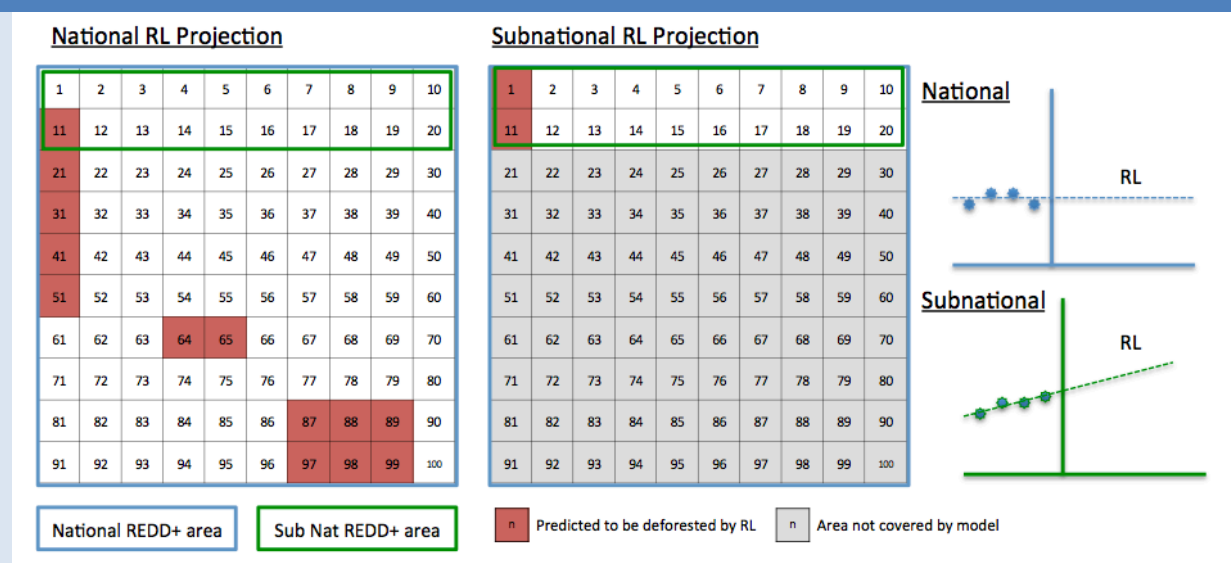 National RL Projection
1 2 3 4 5 6 7 8 9 10
11 12 13 14 15 16 17 18 19 20
21 22 23 24 25 26 27 28 29 30
31 32 33 34 35 36 37 38 39 40
41 42 43 44 45 46 47 48 49 50
51 52 53 54 55 56 57 58 59 60
61 62 63 64 65 66 67 68 69 70
71 72 73 74 75 76 77 78 79 80
81 82 83 84 85 86 87 88 89 90
91 92 93 94 95 96 97 98 99 100
Subnational RL Projection
1 2 3 4 5 6 7 8 9 10
11 12 13 14 15 16 17 18 19 20
21 22 23 24 25 26 27 28 29 30
31 32 33 34 35 36 37 38 39 40
41 42 43 44 45 46 47 48 49 50
51 52 53 54 55 56 57 58 59 60
61 62 63 64 65 66 67 68 69 70
71 72 73 74 75 76 77 78 79 80
81 82 83 84 85 86 87 88 89 90
91 92 93 94 95 96 97 98 99 100
National
RL
Subnational
RL
National REDD+ area
Sub Nat REDD+ area
n Predicted to be deforested by RL
n Area not covered by model